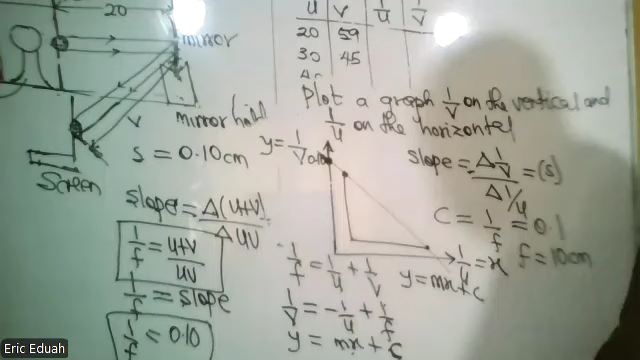 20
u v 1/u 1/v
20 59
30 45
mirror
Plot a graph 1/v on the vertical and
1/u on the horizontal
v
mirror
Screen
S = 0.10cm
y = 1/v
slope = Δ1/v / Δ1/u = (s)
C = 1/f = 0.1
f = 10cm
1/u = x
y = mx + c
slope = Δ(u+v) / Δuv
1/f = u+v / uv
1/f = slope
1/f = 0.10
1/f = 1/u + 1/v
1/v = -1/u + 1/f
y = mx + c
Eric Eduah